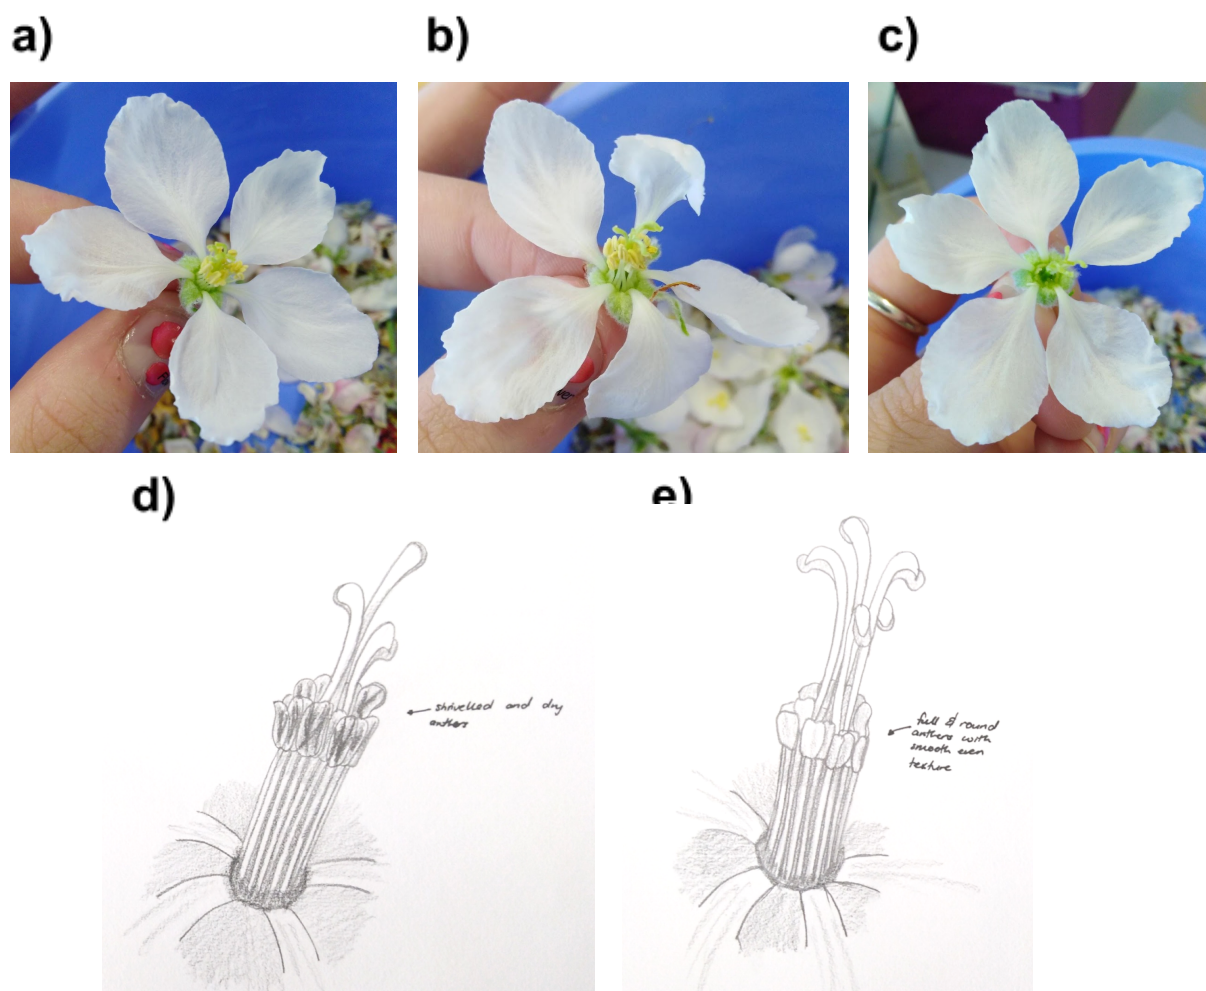 a)
b)
c)
d)
e)
shrivelled and dry
anthers
full & round
anthers with
smooth even
texture